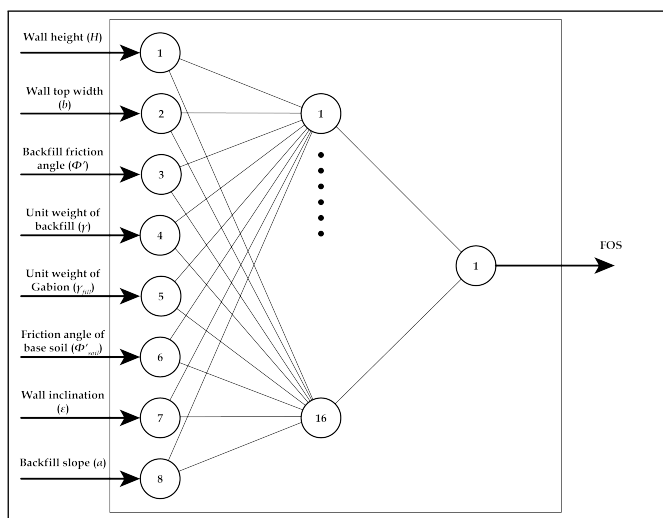 Wall height (H)
1
Wall top width
(b)
2
Backfill friction
angle (Φ')
3
Unit weight of
backfill (γ)
4
Unit weight of
Gabion (γfill)
5
Friction angle of
base soil (Φ'soil)
6
Wall inclination
(ε)
7
Backfill slope (α)
8
1
16
1
FOS